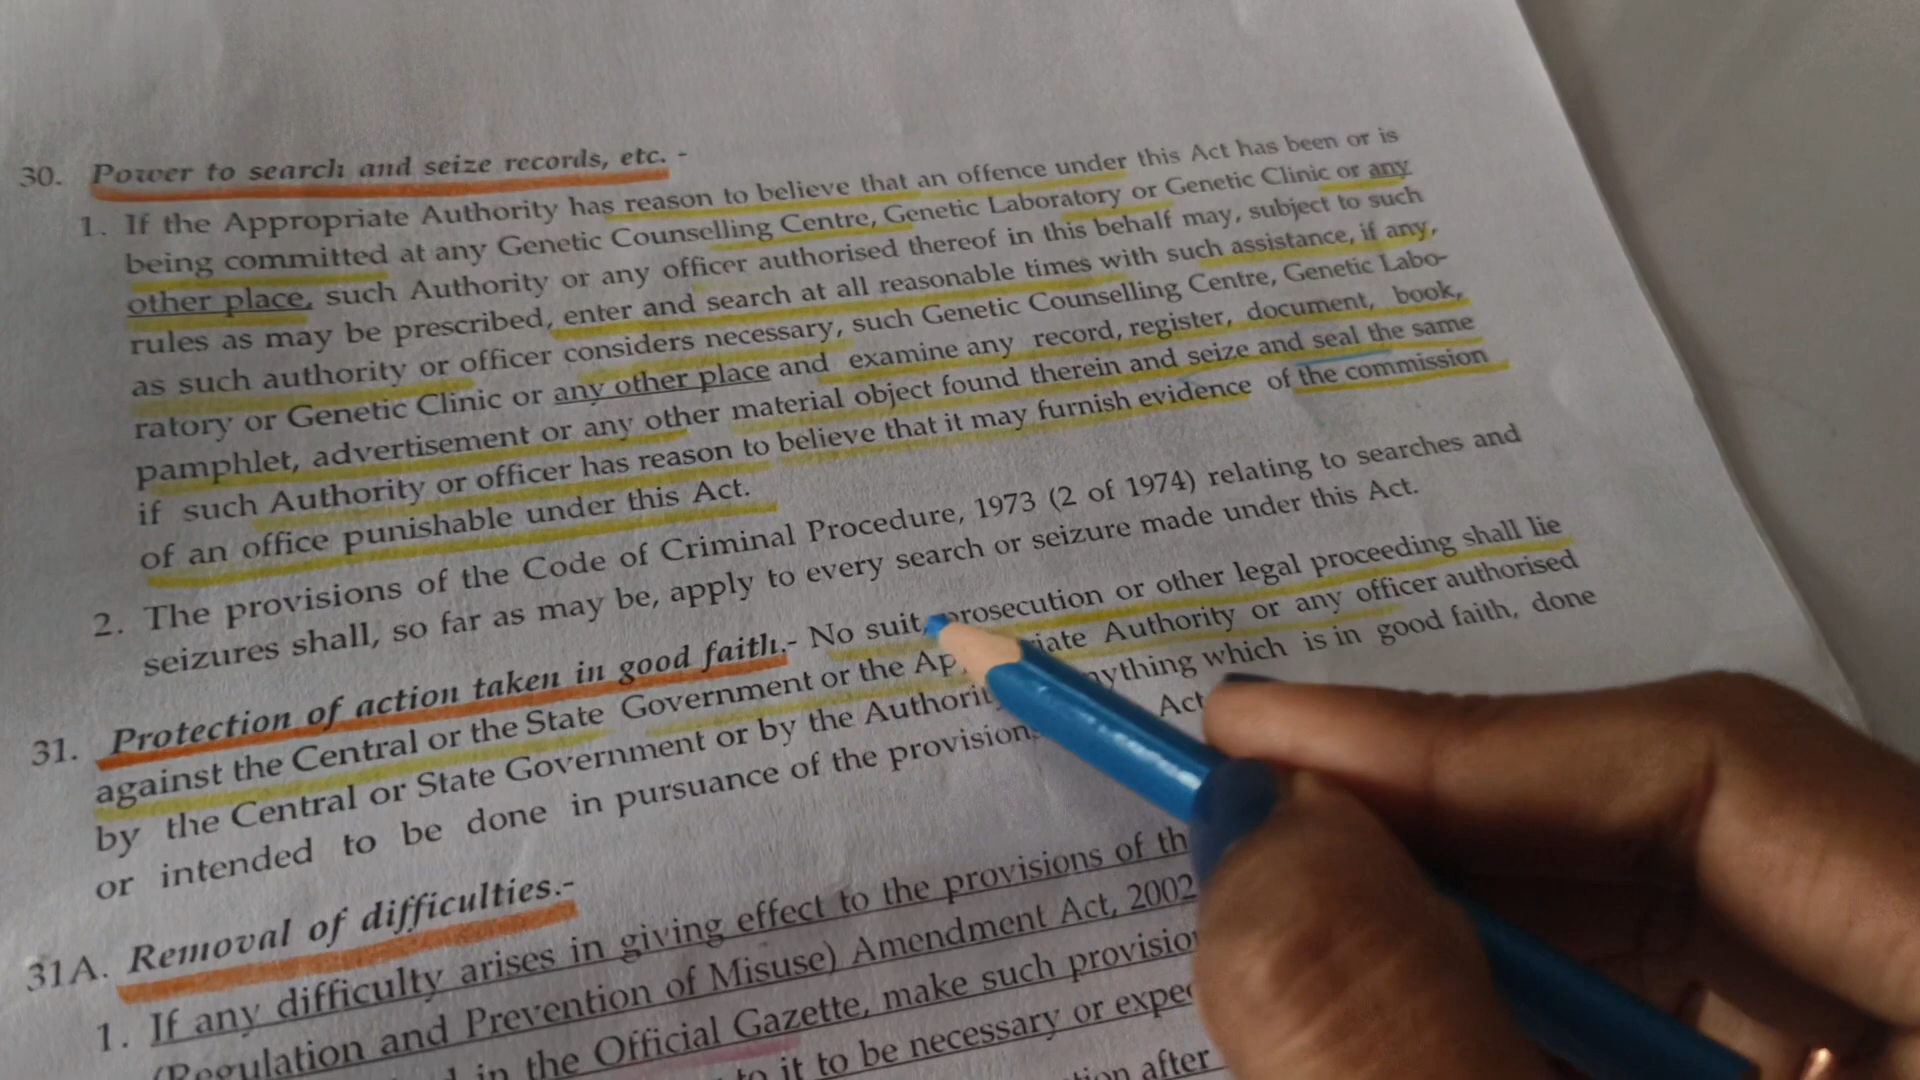 30. Power to search and seize records, etc. -
1. If the Appropriate Authority has reason to believe that an offence under this Act has been or is
being committed at any Genetic Counselling Centre, Genetic Laboratory or Genetic Clinic or any
other place, such Authority or any officer authorised thereof in this behalf may, subject to such
rules as may be prescribed, enter and search at all reasonable times with such assistance, if any,
as such authority or officer considers necessary, such Genetic Counselling Centre, Genetic Labo-
ratory or Genetic Clinic or any other place and examine any record, register, document, book,
pamphlet, advertisement or any other material object found therein and seize and seal the same
if such Authority or officer has reason to believe that it may furnish evidence of the commission
of an office punishable under this Act.
2. The provisions of the Code of Criminal Procedure, 1973 (2 of 1974) relating to searches and
seizures shall, so far as may be, apply to every search or seizure made under this Act.
31. Protection of action taken in good faith.- No suit, prosecution or other legal proceeding shall lie
against the Central or the State Government or the Ap iate Authority or any officer authorised
by the Central or State Government or by the Authorit ything which is in good faith, done
or intended to be done in pursuance of the provision Act
31A. Removal of difficulties.-
1. If any difficulty arises in giving effect to the provisions of th
(Regulation and Prevention of Misuse) Amendment Act, 2002
in the Official Gazette, make such provision
to it to be necessary or expe
after